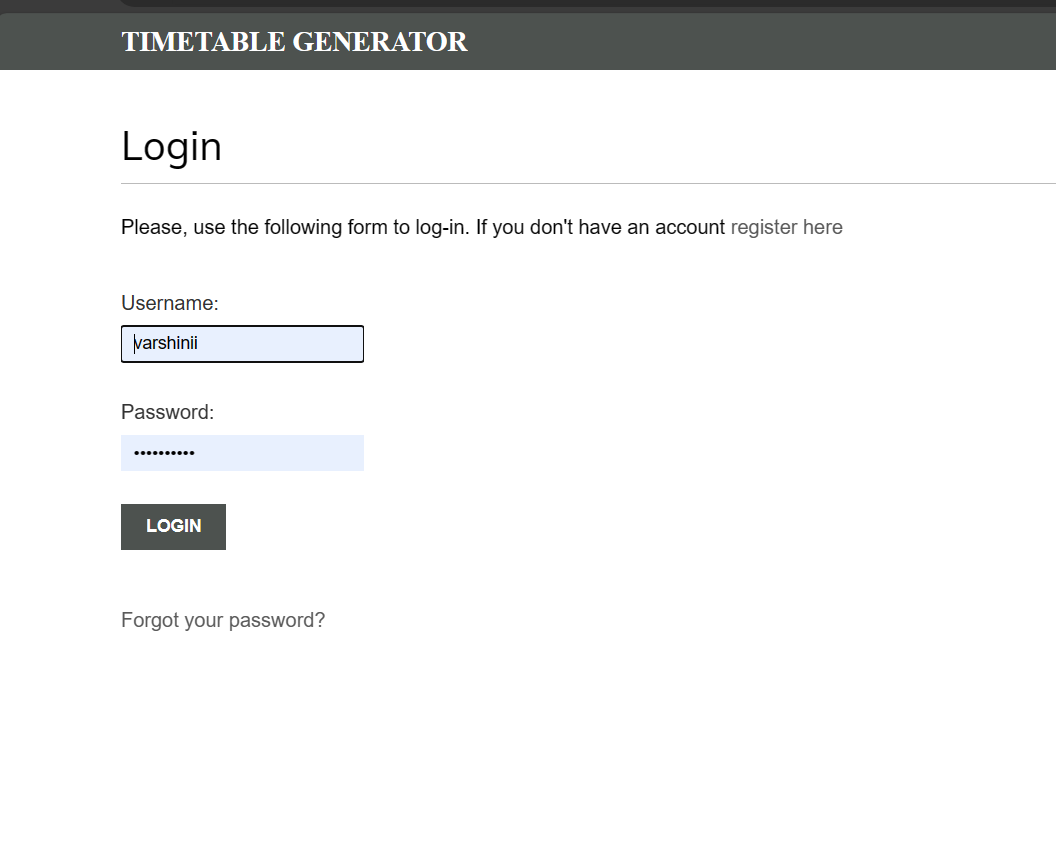 TIMETABLE GENERATOR
Login
Please, use the following form to log-in. If you don't have an account register here
Username:
varshinii
Password:
••••••••••
LOGIN
Forgot your password?